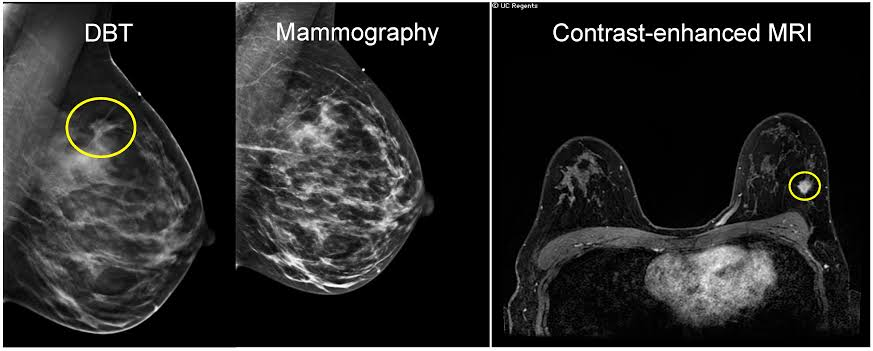 © UC Regents
DBT
Mammography
Contrast-enhanced MRI